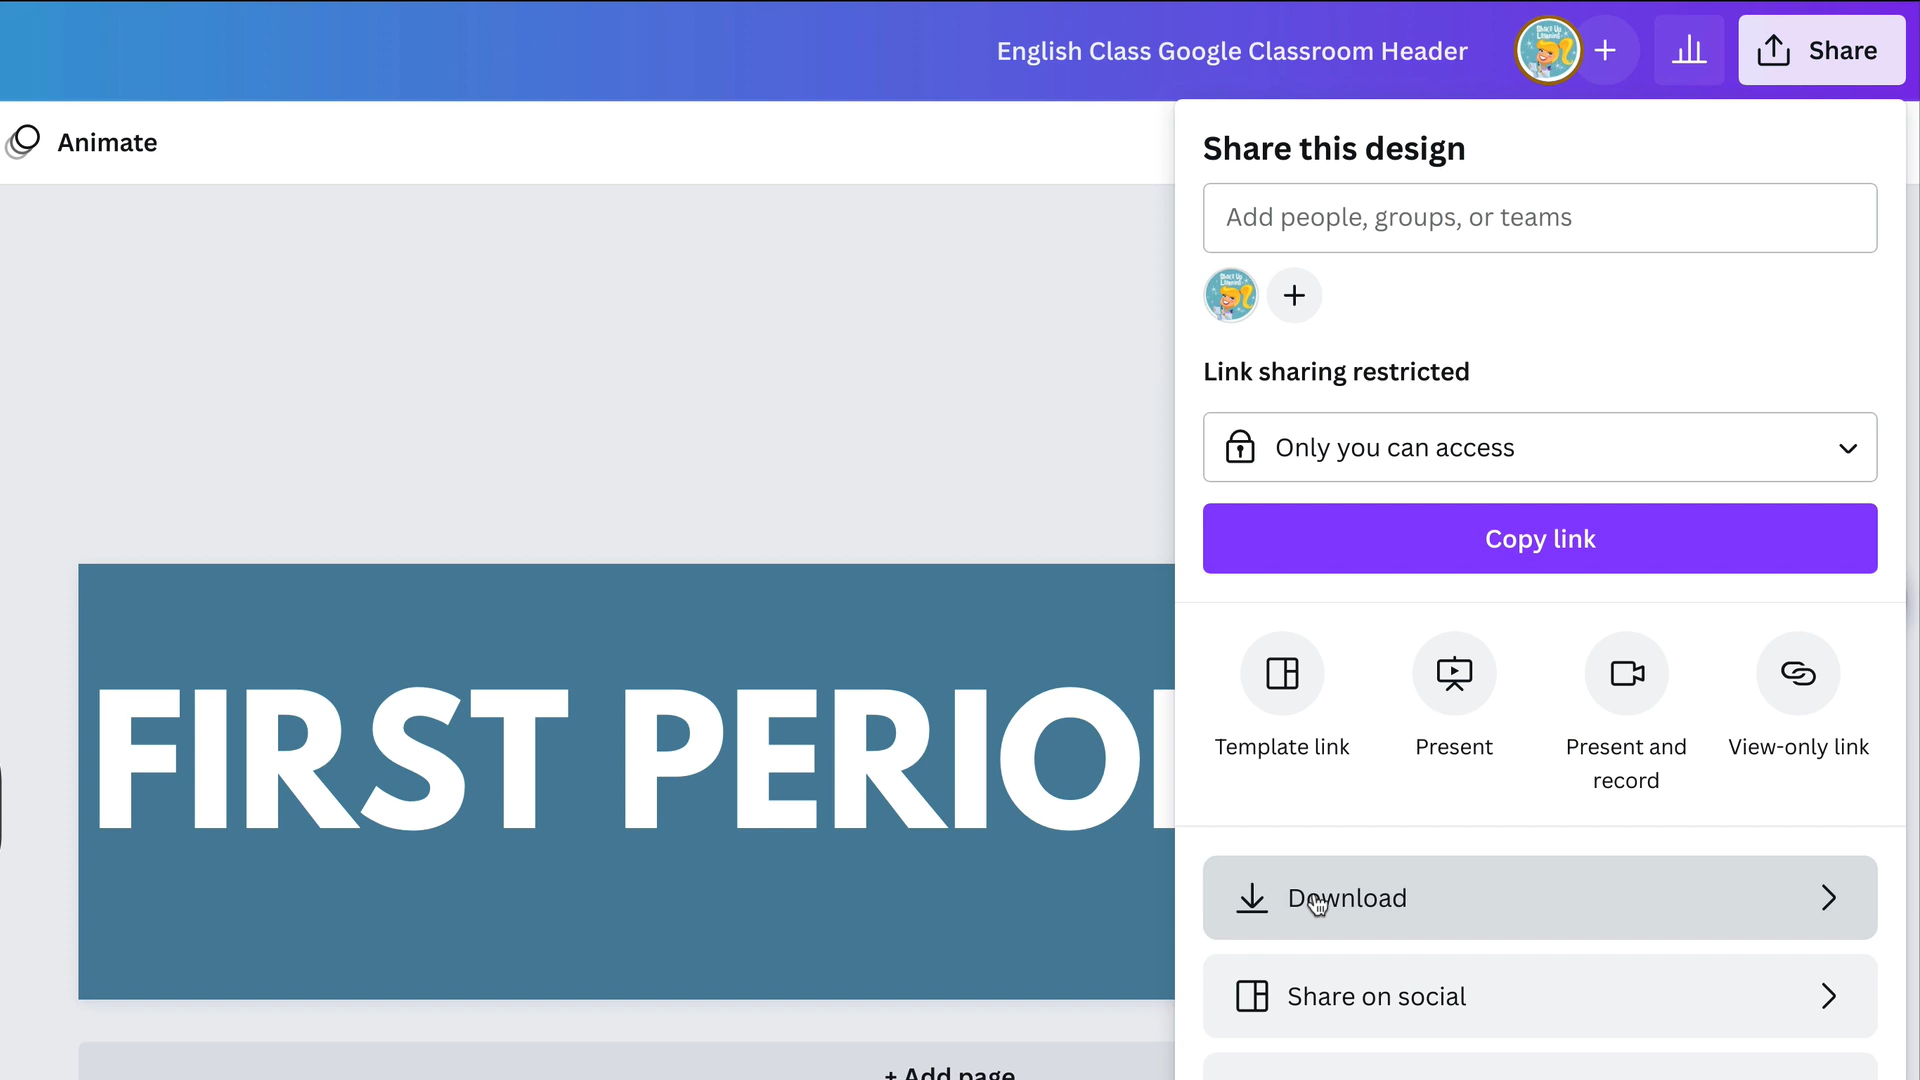 English Class Google Classroom Header
Share
Animate
Share this design
Add people, groups, or teams
Link sharing restricted
Only you can access
Copy link
Template link
Present
Present and
record
View-only link
FIRST PERIO
Download
Share on social
+ Add page